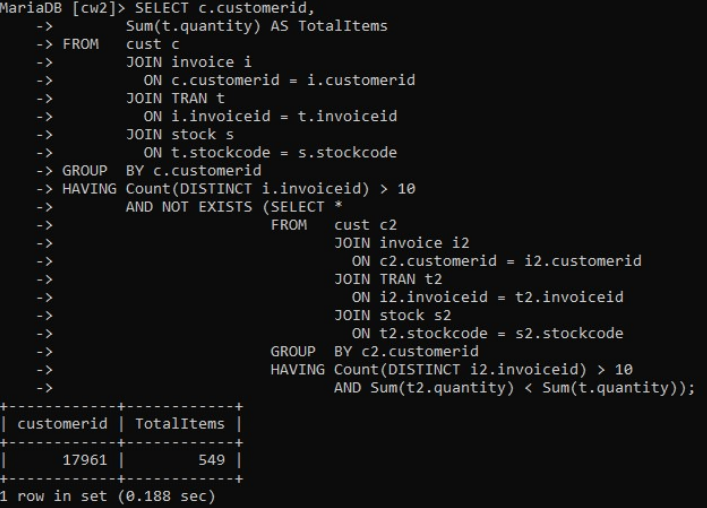 MariaDB [cw2]> SELECT c.customerid,
    ->        Sum(t.quantity) AS TotalItems
    -> FROM   cust c
    ->        JOIN invoice i
    ->          ON c.customerid = i.customerid
    ->        JOIN TRAN t
    ->          ON i.invoiceid = t.invoiceid
    ->        JOIN stock s
    ->          ON t.stockcode = s.stockcode
    -> GROUP  BY c.customerid
    -> HAVING Count(DISTINCT i.invoiceid) > 10
    ->        AND NOT EXISTS (SELECT *
    ->                        FROM   cust c2
    ->                               JOIN invoice i2
    ->                                 ON c2.customerid = i2.customerid
    ->                               JOIN TRAN t2
    ->                                 ON i2.invoiceid = t2.invoiceid
    ->                               JOIN stock s2
    ->                                 ON t2.stockcode = s2.stockcode
    ->                        GROUP  BY c2.customerid
    ->                        HAVING Count(DISTINCT i2.invoiceid) > 10
    ->                               AND Sum(t2.quantity) < Sum(t.quantity));
+------------+------------+
| customerid | TotalItems |
+------------+------------+
|      17961 |        549 |
+------------+------------+
1 row in set (0.188 sec)